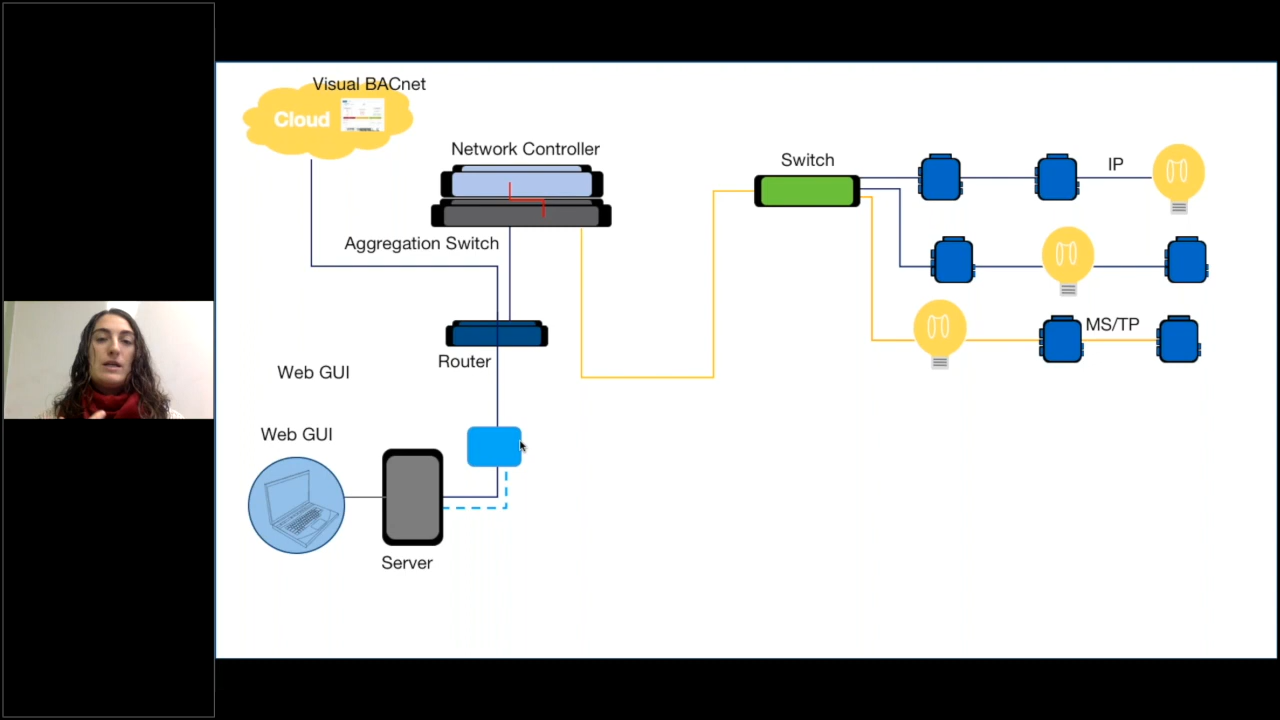 Visual BACnet
Cloud
Network Controller
Switch
IP
Aggregation Switch
MS/TP
Router
Web GUI
Web GUI
Server